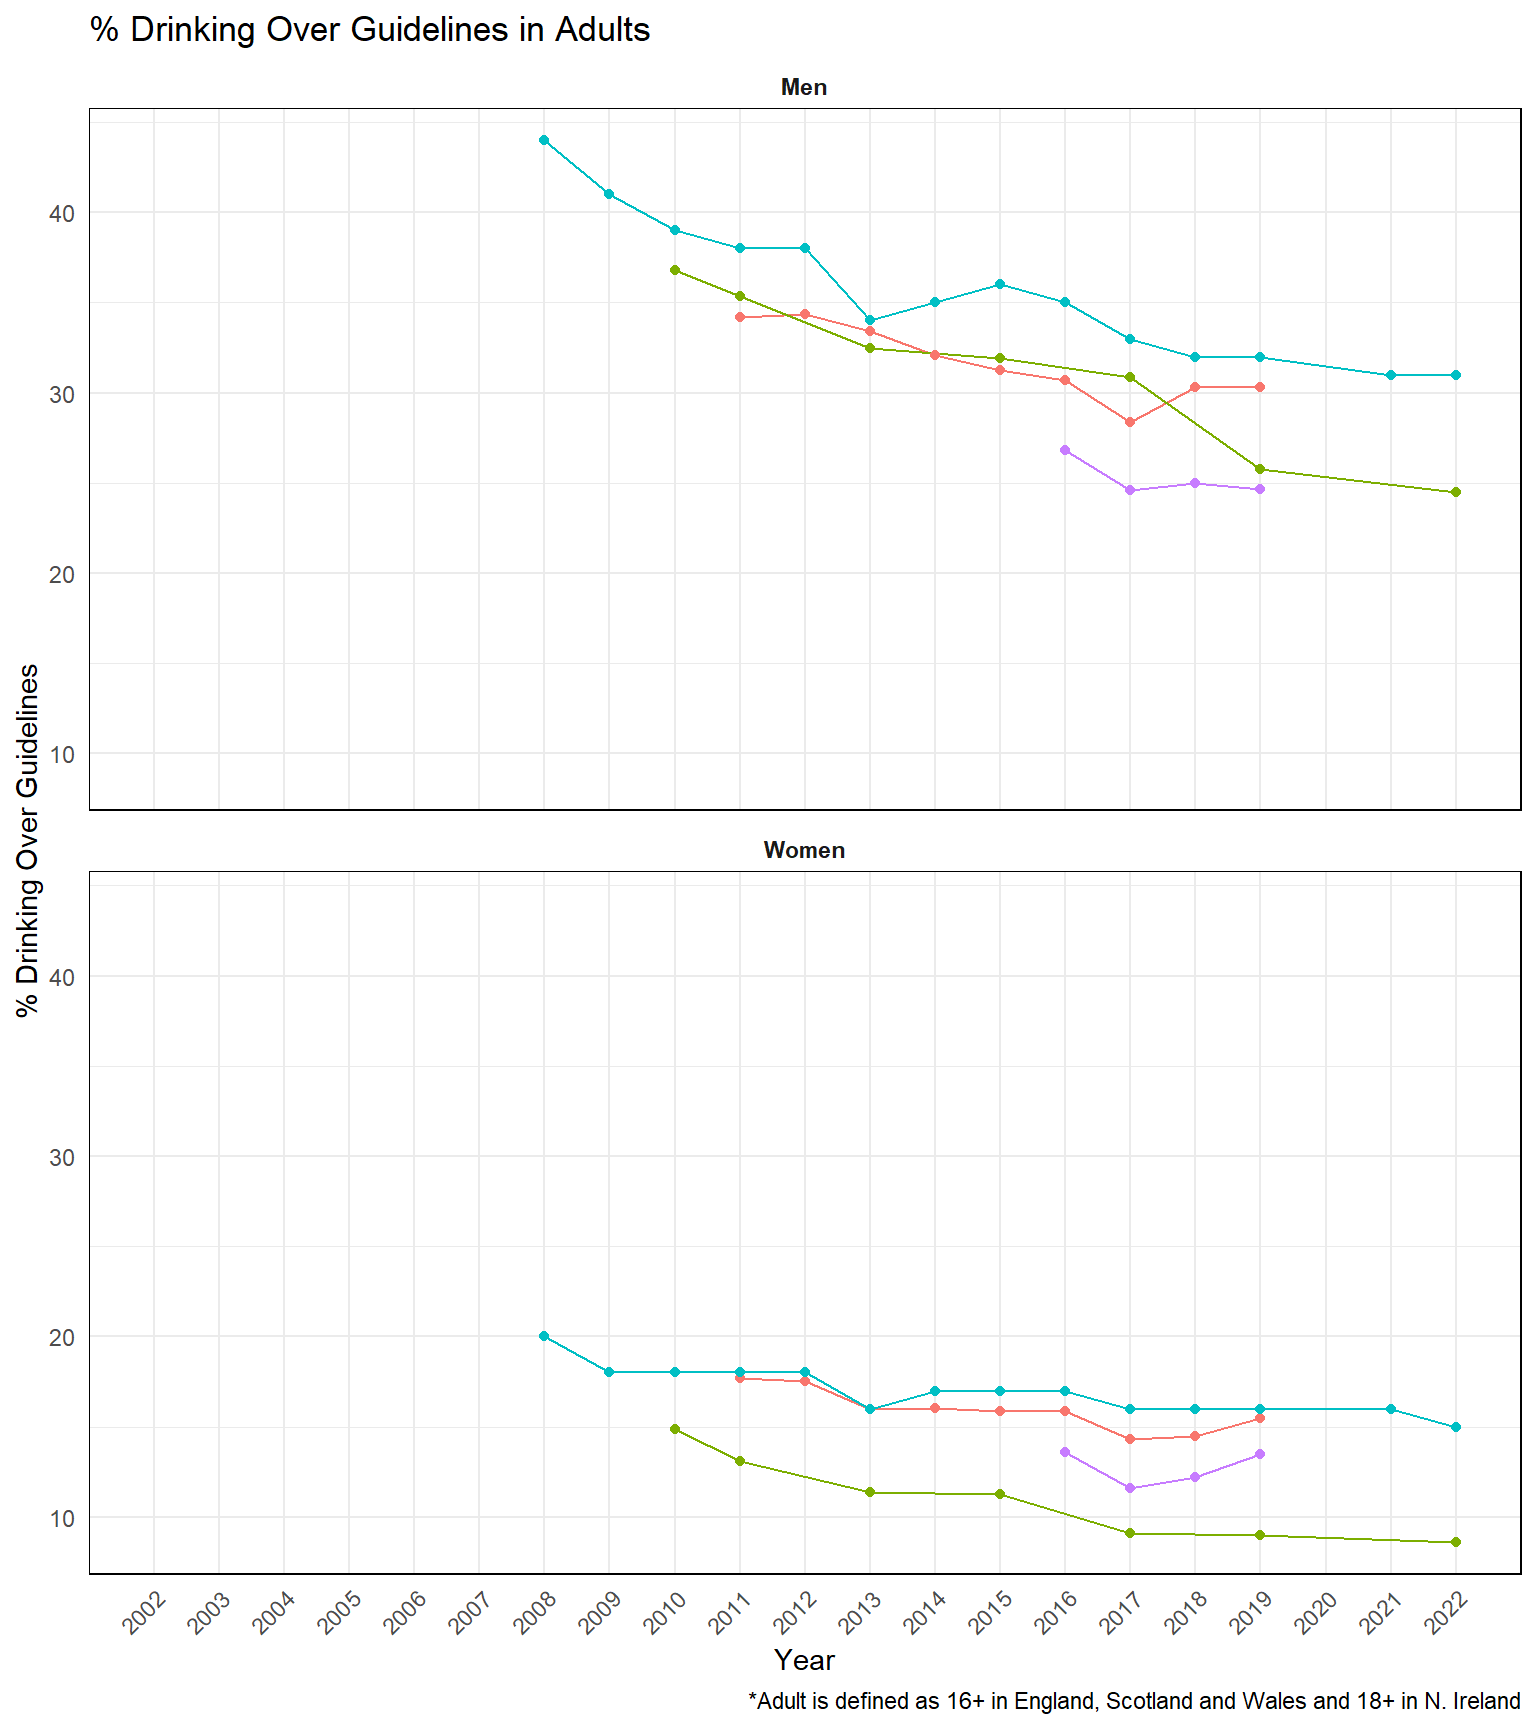 % Drinking Over Guidelines in Adults
Men
40
30
20
10
% Drinking Over Guidelines
Women
40
30
20
10
2002 2003 2004 2005 2006 2007 2008 2009 2010 2011 2012 2013 2014 2015 2016 2017 2018 2019 2020 2021 2022
Year
*Adult is defined as 16+ in England, Scotland and Wales and 18+ in N. Ireland